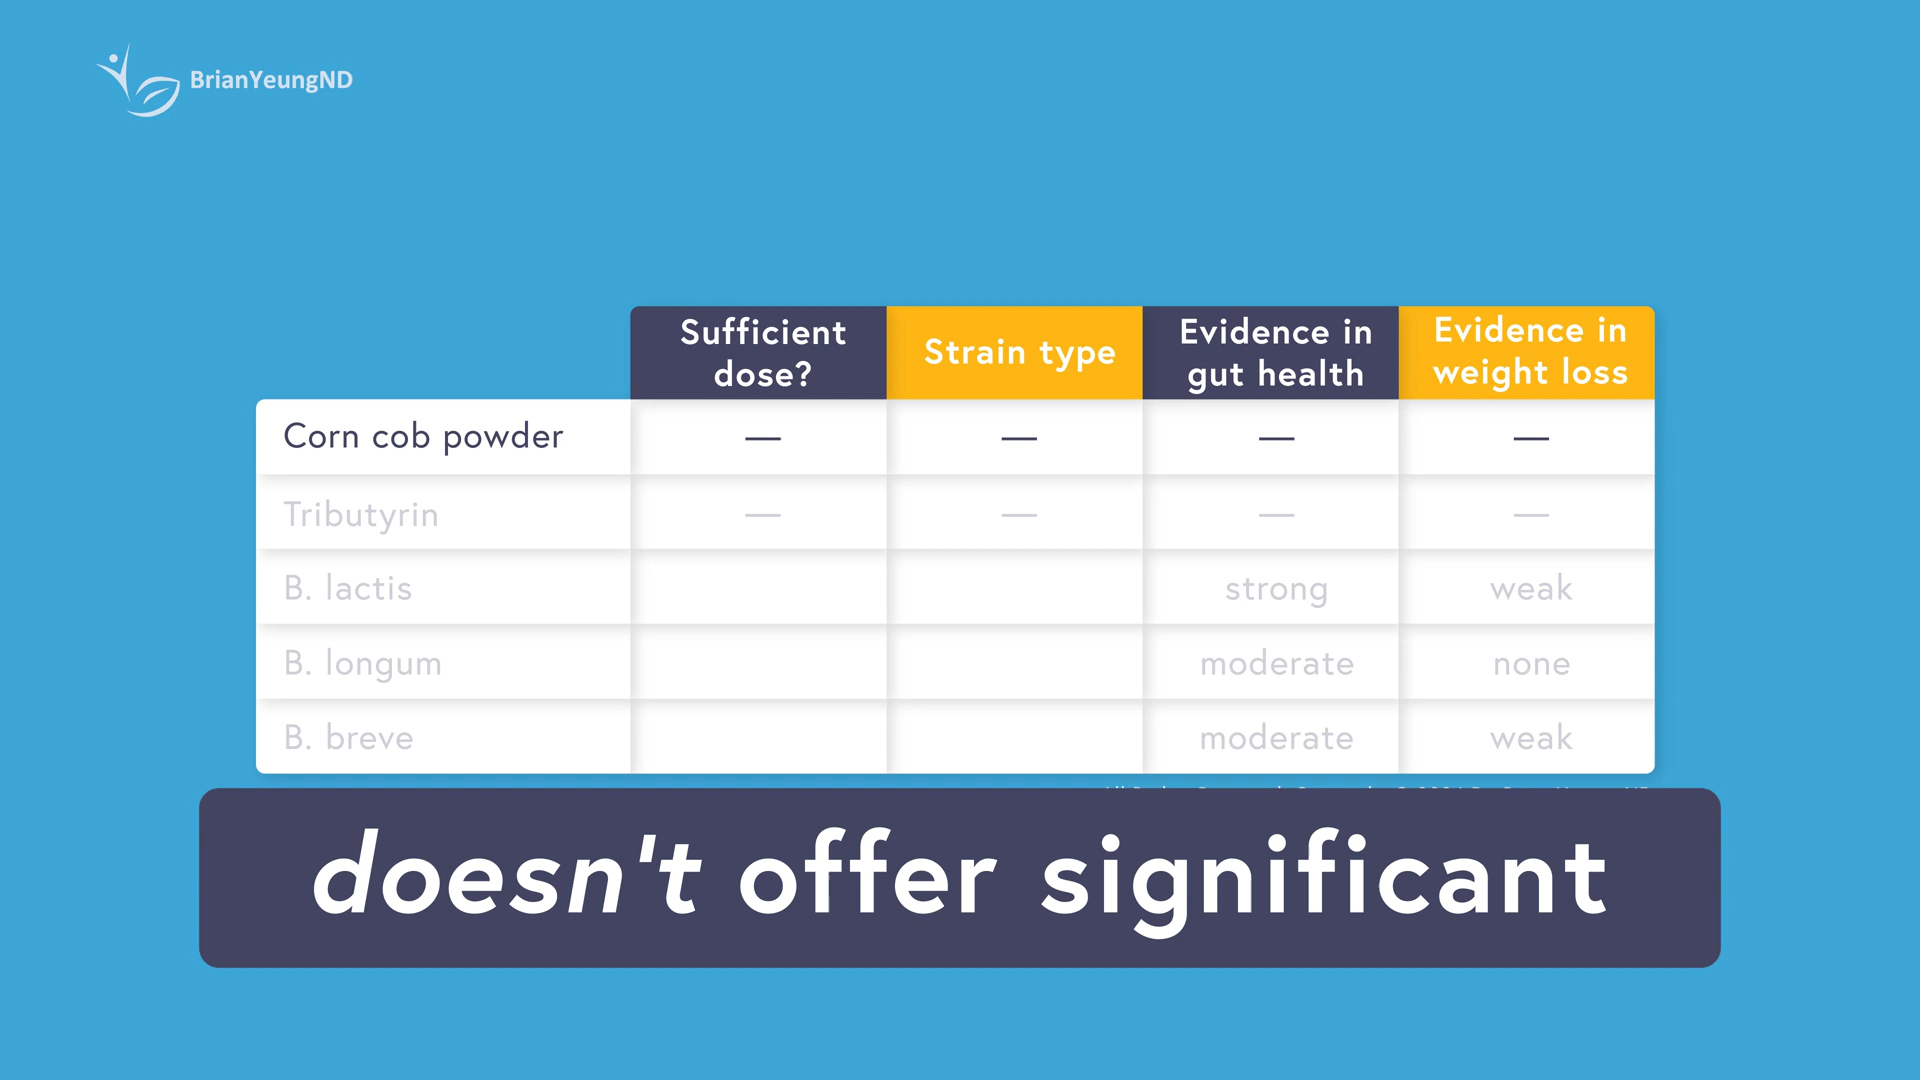 BrianYeungND
Sufficient dose? Strain type Evidence in gut health Evidence in weight loss
Corn cob powder — — — —
Tributyrin — — — —
B. lactis strong weak
B. longum moderate none
B. breve moderate weak
doesn't offer significant